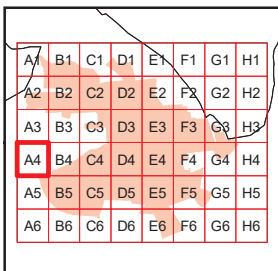 A1 B1 C1 D1 E1 F1 G1 H1
A2 B2 C2 D2 E2 F2 G2 H2
A3 B3 C3 D3 E3 F3 G3 H3
A4 B4 C4 D4 E4 F4 G4 H4
A5 B5 C5 D5 E5 F5 G5 H5
A6 B6 C6 D6 E6 F6 G6 H6